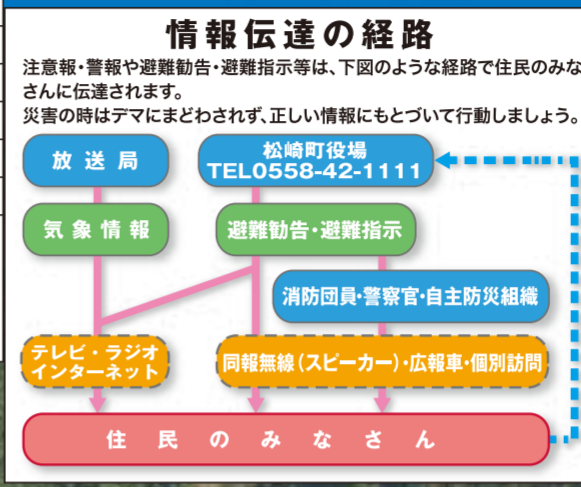 情報伝達の経路
注意報・警報や避難勧告・避難指示等は、下図のような経路で住民のみな
さんに伝達されます。
災害の時はデマにまどわされず、正しい情報にもとづいて行動しましょう。
放送局
松崎町役場
TEL0558-42-1111
気象情報
避難勧告・避難指示
消防団員・警察官・自主防災組織
テレビ・ラジオ
インターネット
同報無線(スピーカー)・広報車・個別訪問
住民のみなさん